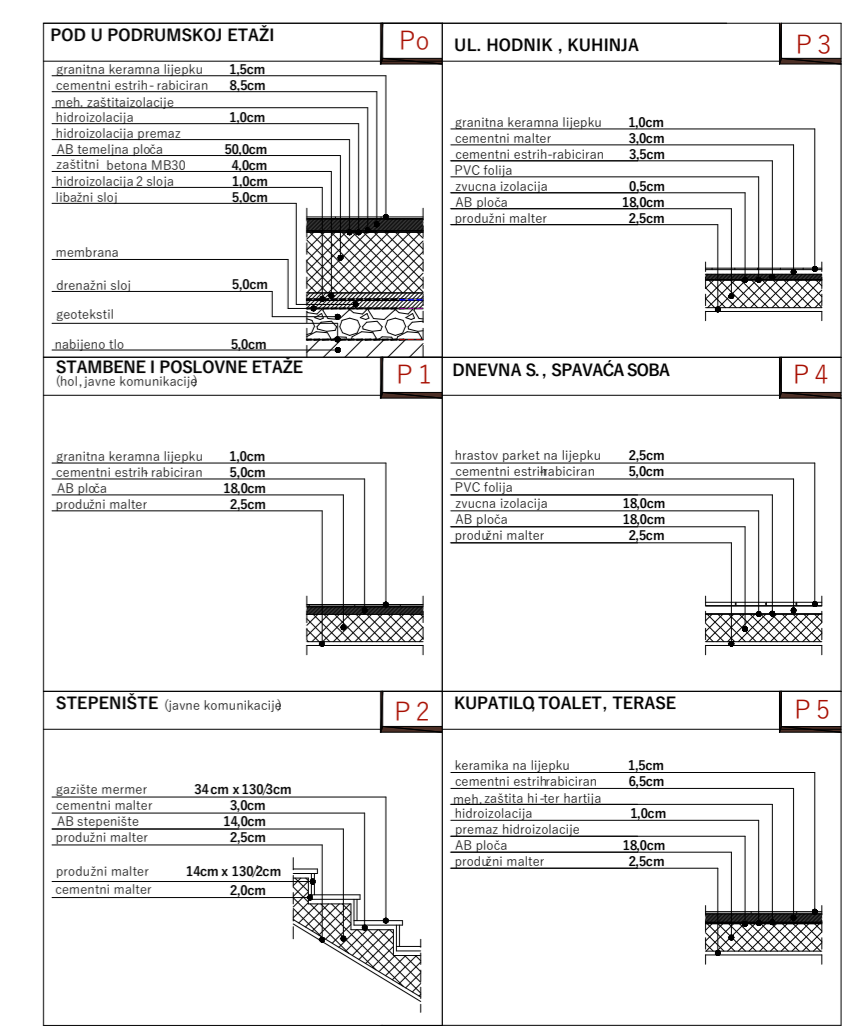 POD U PODRUMSKOJ ETAŽI
Po
granitna keramna lijepku 1,5cm
cementni estrih- rabiciran 8,5cm
meh. zaštitaizolacije
hidroizolacija 1,0cm
hidroizolacija premaz
AB temeljna ploča 50,0cm
zaštitni betona MB30 4,0cm
hidroizolacija 2 sloja 1,0cm
libažni sloj 5,0cm
membrana
drenažni sloj 5,0cm
geotekstil
nabijeno tlo 5,0cm
STAMBENE I POSLOVNE ETAŽE
(hol, javne komunikacije)
P 1
granitna keramna lijepku 1,0cm
cementni estrih- rabiciran 5,0cm
AB ploča 18,0cm
produžni malter 2,5cm
STEPENIŠTE (javne komunikacije)
P 2
gazište mermer 34 cm x 130/3cm
cementni malter 3,0cm
AB stepenište 14,0cm
produžni malter 2,5cm
produžni malter 14cm x 130/2cm
cementni malter 2,0cm
UL. HODNIK , KUHINJA
P 3
granitna keramna lijepku 1,0cm
cementni malter 3,0cm
cementni estrih-rabiciran 3,5cm
PVC folija
zvucna izolacija 0,5cm
AB ploča 18,0cm
produžni malter 2,5cm
DNEVNA S. , SPAVAĆA SOBA
P 4
hrastov parket na lijepku 2,5cm
cementni estrih-rabiciran 5,0cm
PVC folija
zvucna izolacija 18,0cm
AB ploča 18,0cm
produžni malter 2,5cm
KUPATILO, TOALET, TERASE
P 5
keramika na lijepku 1,5cm
cementni estrih-rabiciran 6,5cm
meh. zaštita hi-ter hartija
hidroizolacija 1,0cm
premaz hidroizolacije
AB ploča 18,0cm
produžni malter 2,5cm